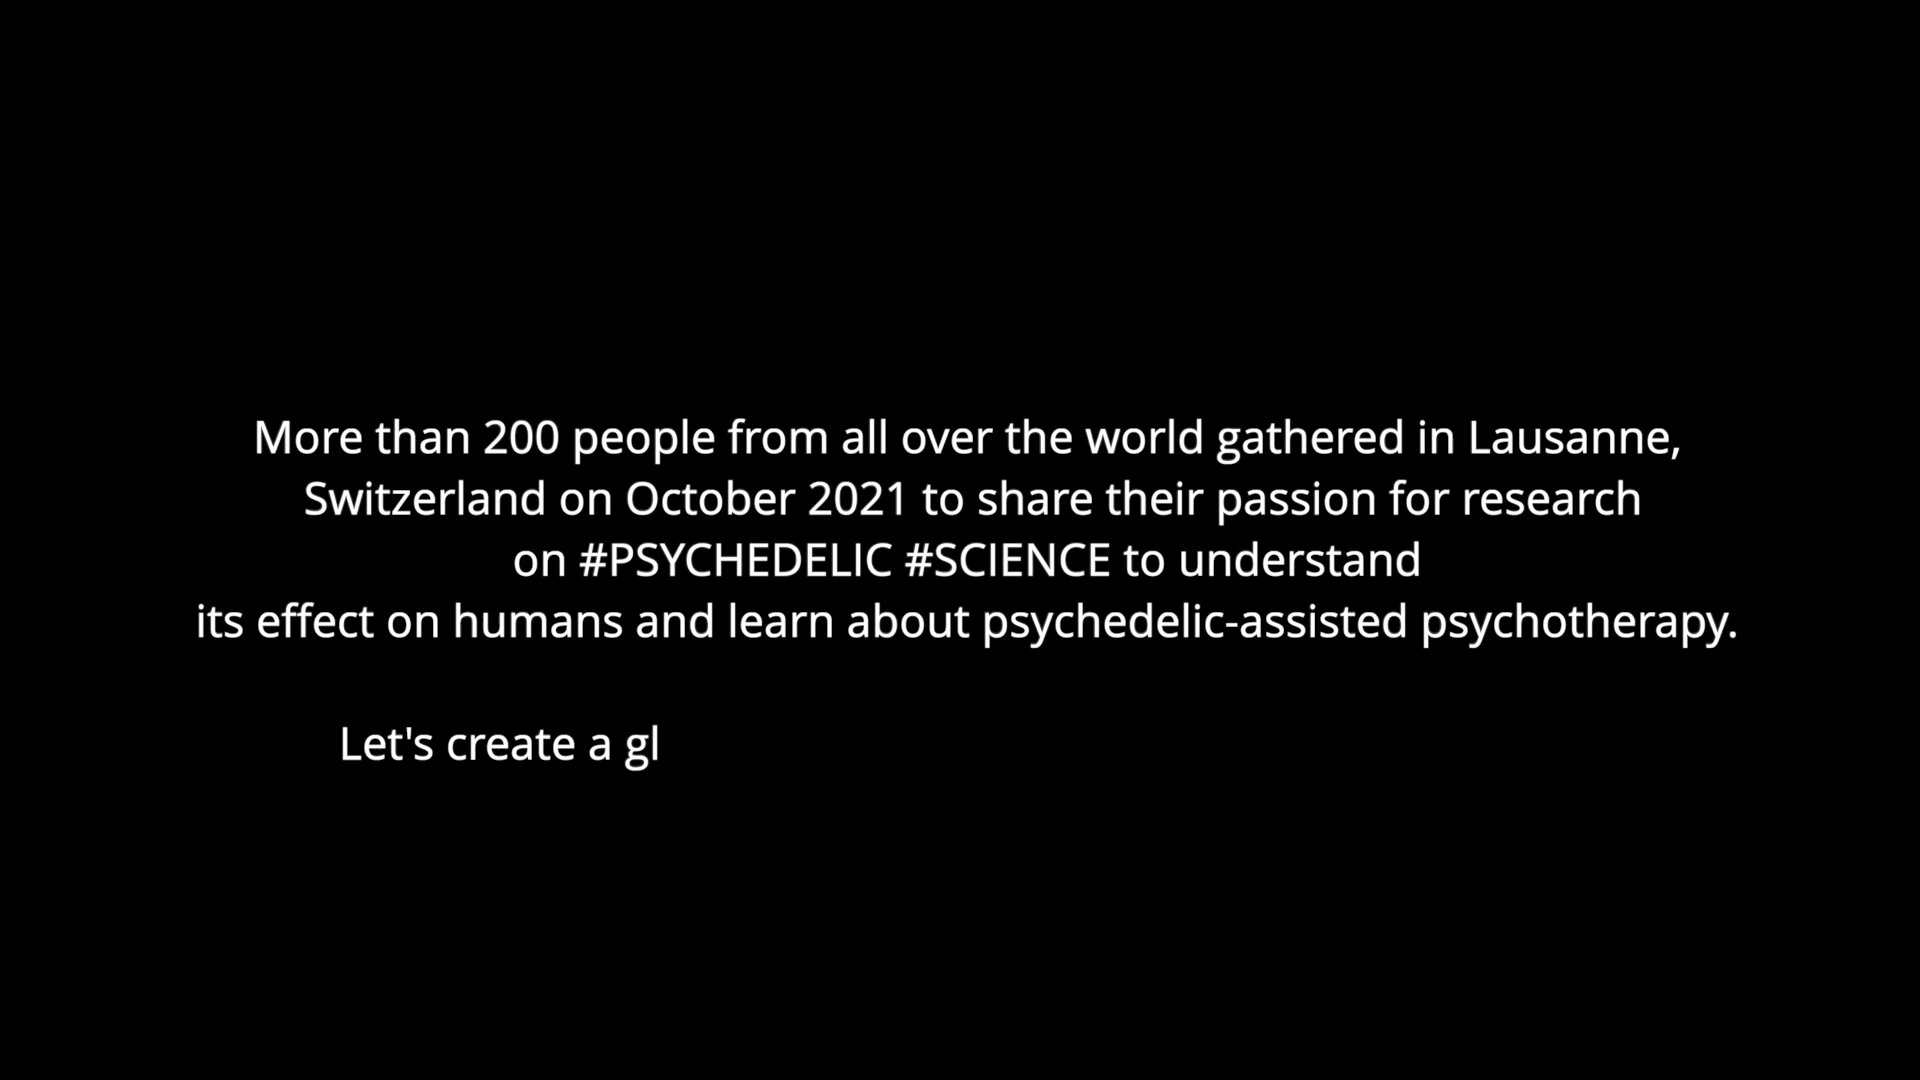 More than 200 people from all over the world gathered in Lausanne,
Switzerland on October 2021 to share their passion for research
on #PSYCHEDELIC #SCIENCE to understand
its effect on humans and learn about psychedelic-assisted psychotherapy.
Let's create a gl